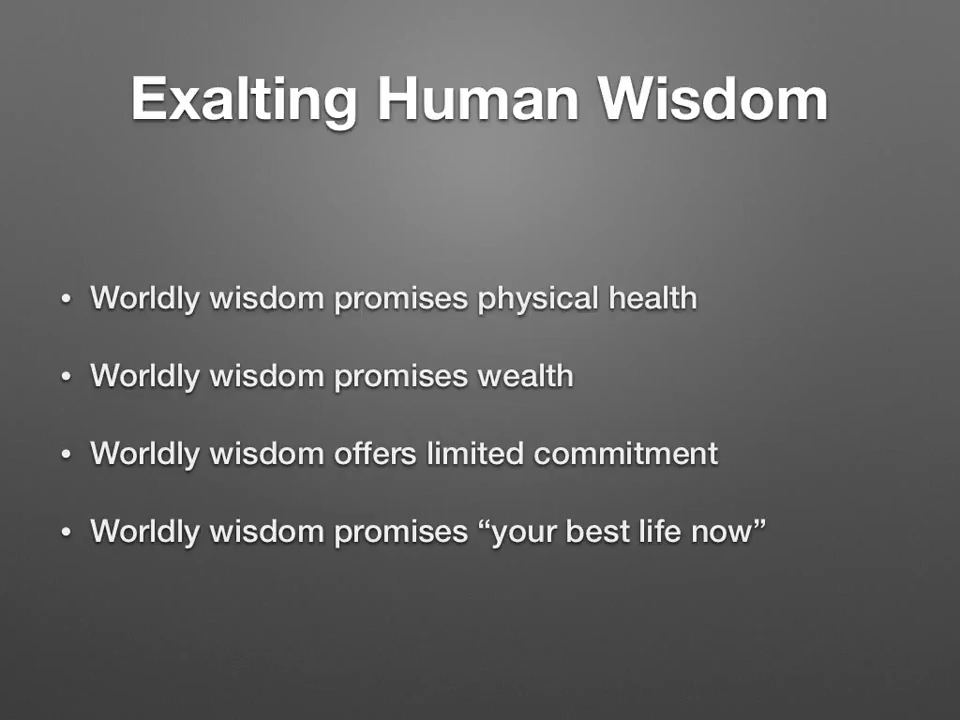 Exalting Human Wisdom
• Worldly wisdom promises physical health
• Worldly wisdom promises wealth
• Worldly wisdom offers limited commitment
• Worldly wisdom promises “your best life now”